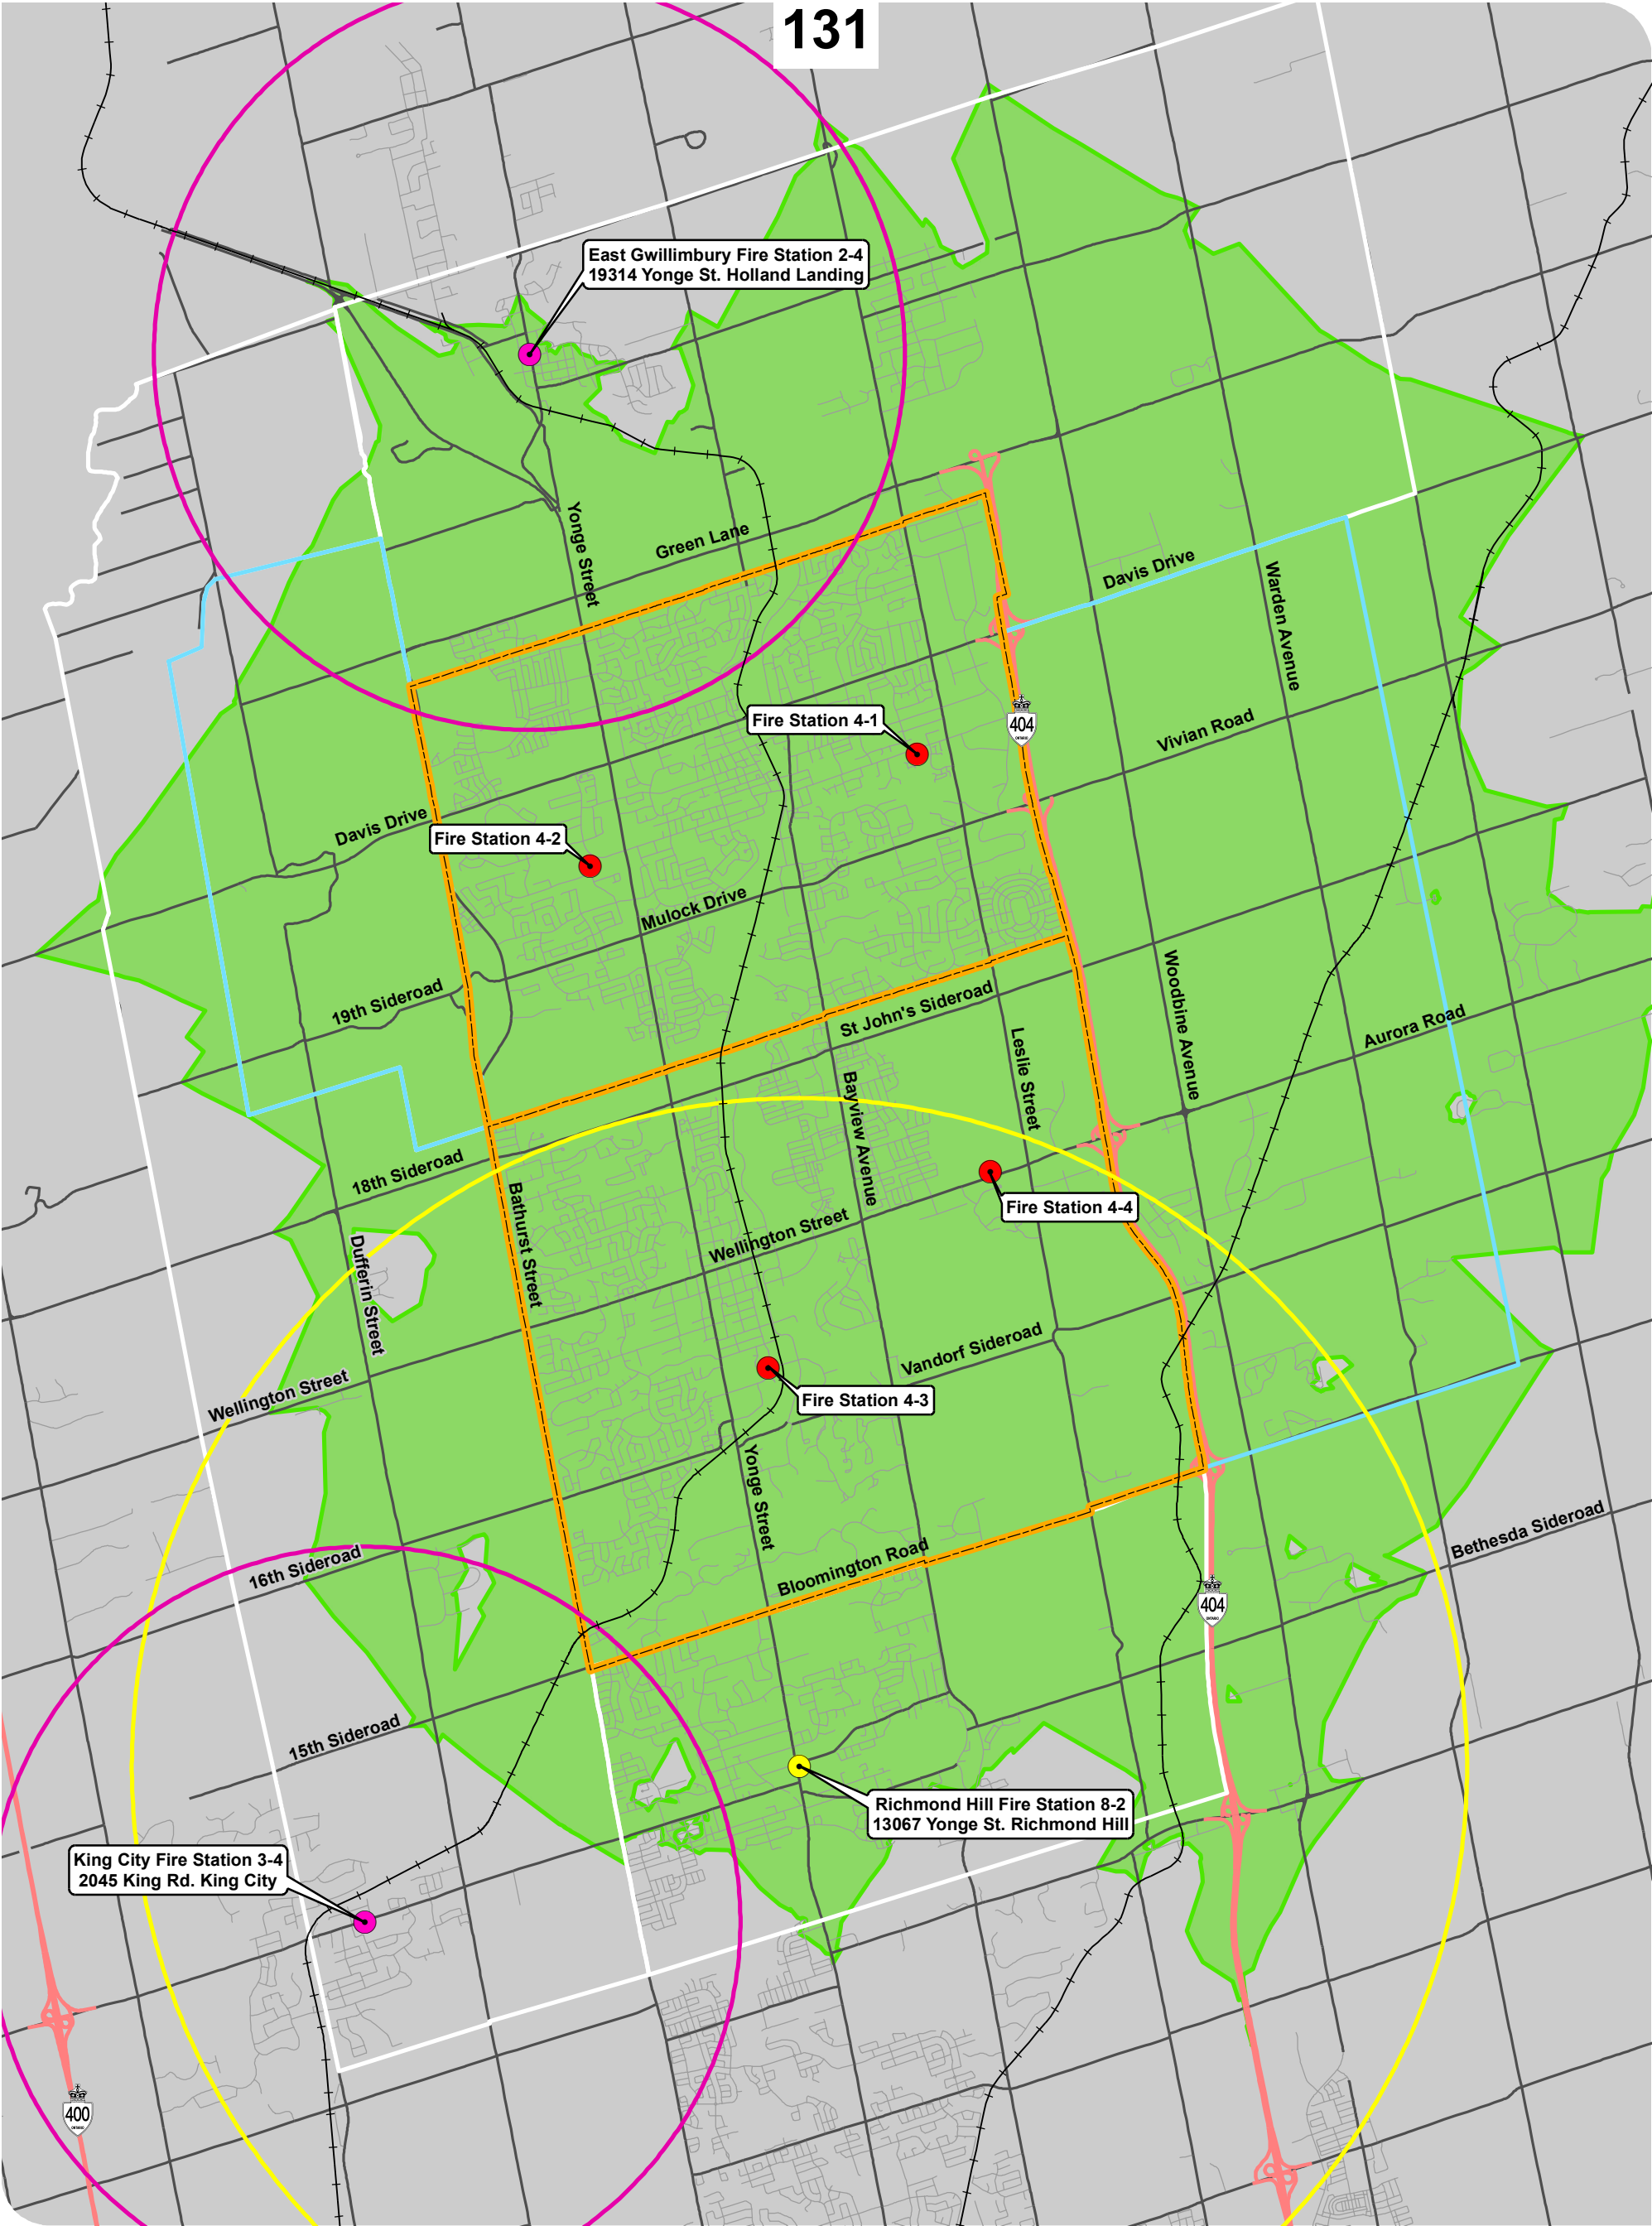 131
East Gwillimbury Fire Station 2-4
19314 Yonge St. Holland Landing
Yonge Street
Green Lane
Davis Drive
Warden Avenue
Fire Station 4-1
404
ONTARIO
Vivian Road
Davis Drive
Fire Station 4-2
Mulock Drive
19th Sideroad
St John's Sideroad
Woodbine Avenue
Aurora Road
Leslie Street
Bayview Avenue
18th Sideroad
Bathurst Street
Fire Station 4-4
Wellington Street
Dufferin Street
Vandorf Sideroad
Wellington Street
Fire Station 4-3
Yonge Street
16th Sideroad
Bloomington Road
Bethesda Sideroad
404
ONTARIO
15th Sideroad
Richmond Hill Fire Station 8-2
13067 Yonge St. Richmond Hill
King City Fire Station 3-4
2045 King Rd. King City
400
ONTARIO